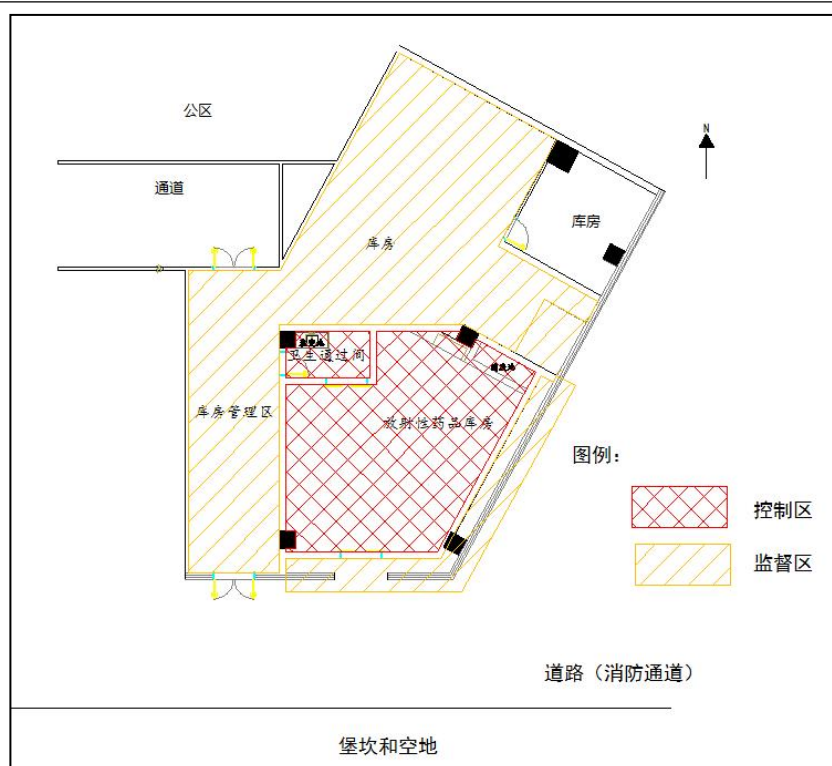 公区
N
通道
库房
库房
卫生通过间
库房管理区
放射性药品库房
图例：
控制区
监督区
道路（消防通道）
堡坎和空地